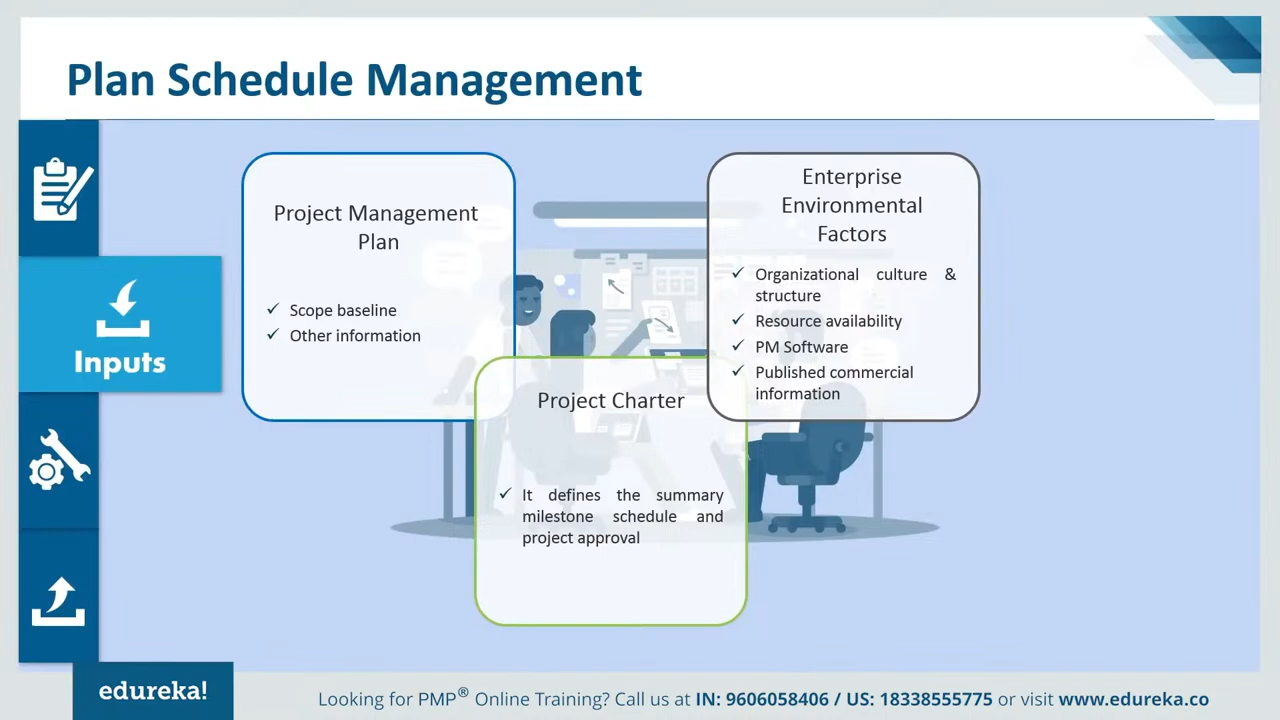 Plan Schedule Management
Inputs
Project Management
Plan
✓ Scope baseline
✓ Other information
Project Charter
✓ It defines the summary
milestone schedule and
project approval
Enterprise
Environmental
Factors
✓ Organizational culture &
structure
✓ Resource availability
✓ PM Software
✓ Published commercial
information
edureka!
Looking for PMP® Online Training? Call us at IN: 9606058406 / US: 18338555775 or visit www.edureka.co